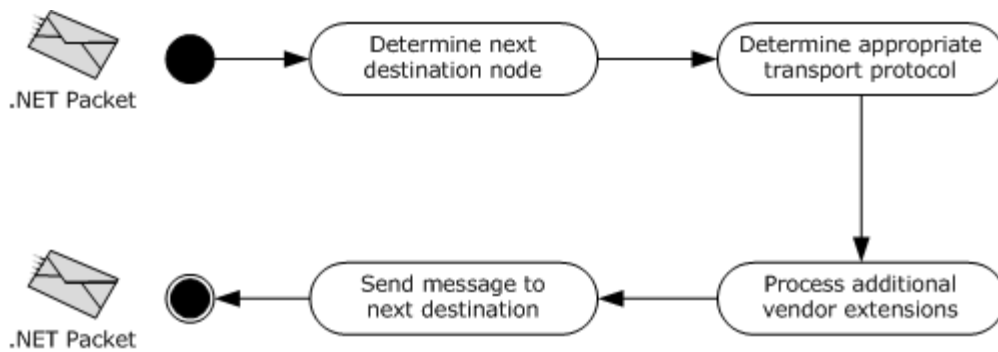 .NET Packet
Determine next
destination node
Determine appropriate
transport protocol
.NET Packet
Send message to
next destination
Process additional
vendor extensions